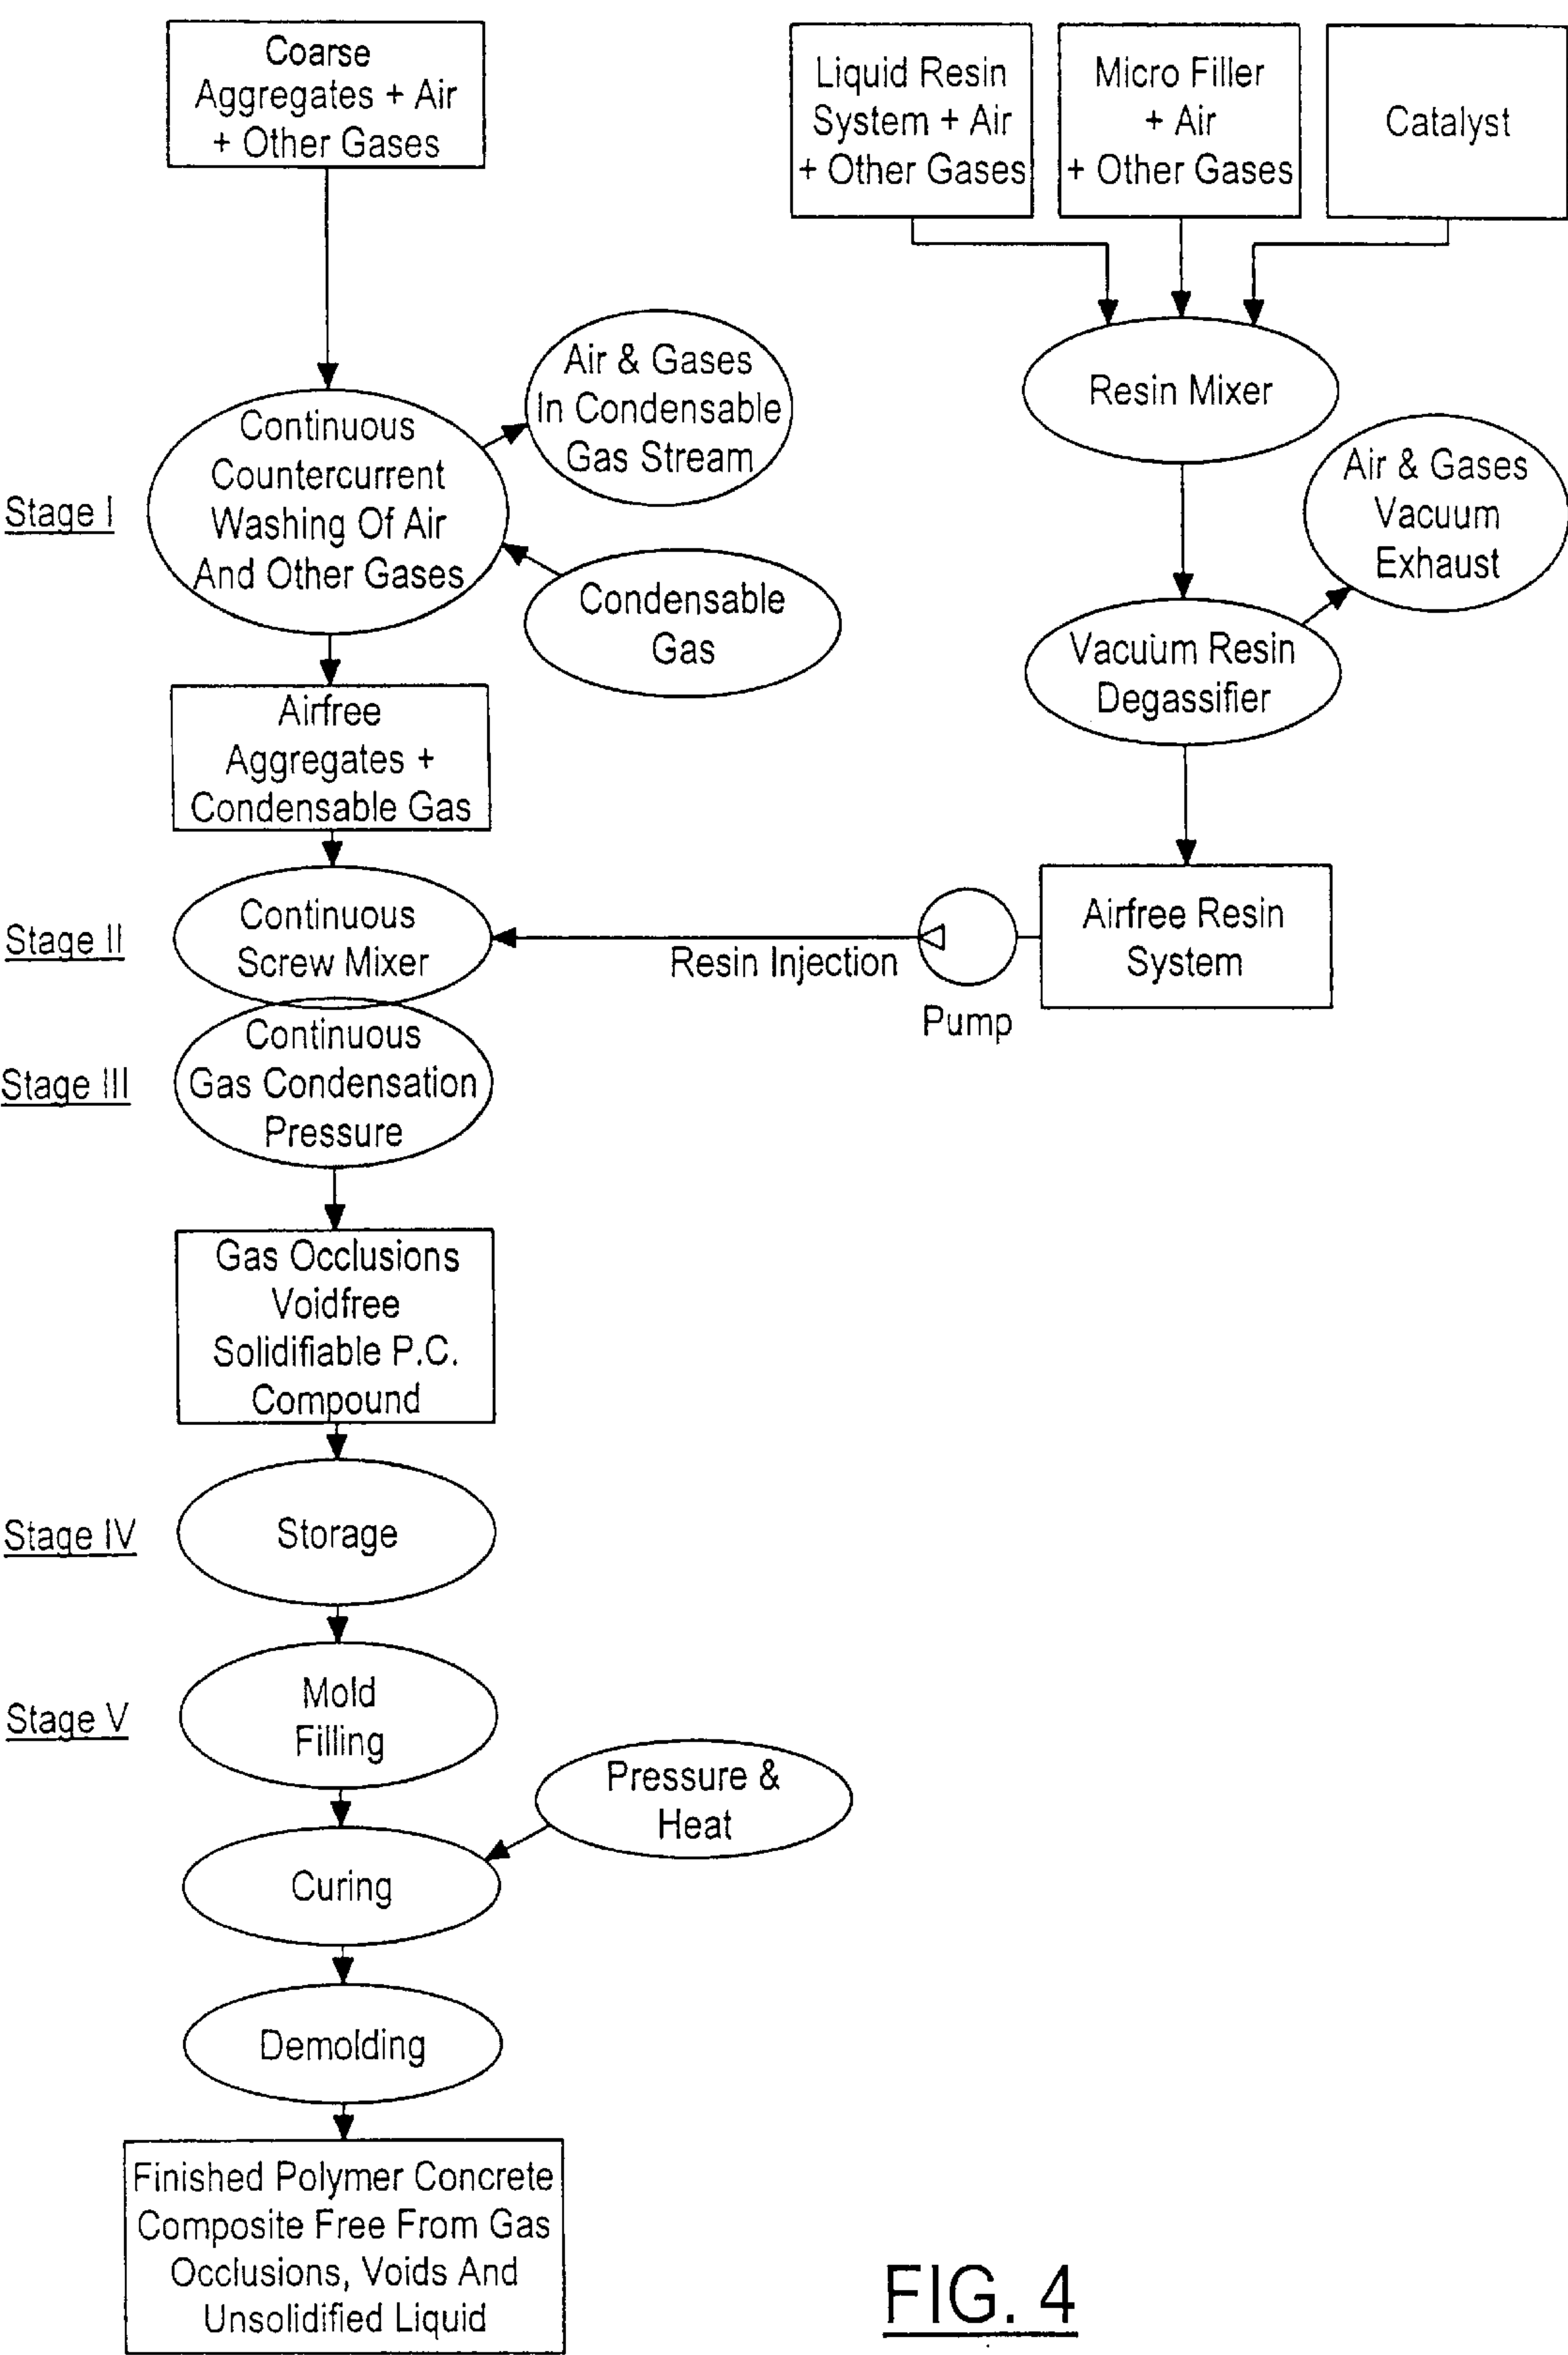 Coarse
Aggregates + Air
+ Other Gases
Liquid Resin
System + Air
+ Other Gases
Micro Filler
+ Air
+ Other Gases
Catalyst
Air & Gases
In Condensable
Gas Stream
Resin Mixer
Stage I
Continuous
Countercurrent
Washing Of Air
And Other Gases
Air & Gases
Vacuum
Exhaust
Condensable
Gas
Vacuum Resin
Degassifier
Airfree
Aggregates +
Condensable Gas
Stage II
Continuous
Screw Mixer
Resin Injection
Pump
Airfree Resin
System
Stage III
Continuous
Gas Condensation
Pressure
Gas Occlusions
Voidfree
Solidifiable P.C.
Compound
Stage IV
Storage
Stage V
Mold
Filling
Pressure &
Heat
Curing
Demolding
Finished Polymer Concrete
Composite Free From Gas
Occlusions, Voids And
Unsolidified Liquid
FIG. 4